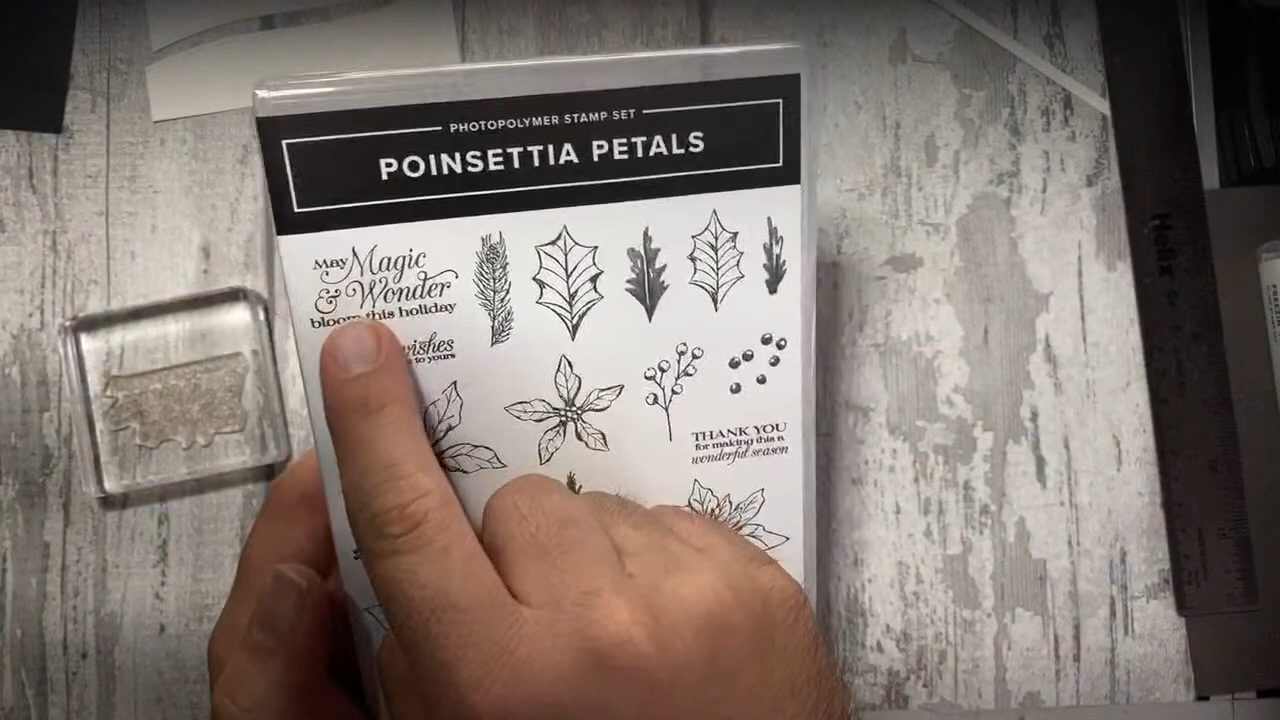 PHOTOPOLYMER STAMP SET
POINSETTIA PETALS
May Magic
& Wonder
bloom this holiday
wishes
to yours
THANK YOU
for making this a
wonderful season
Helix